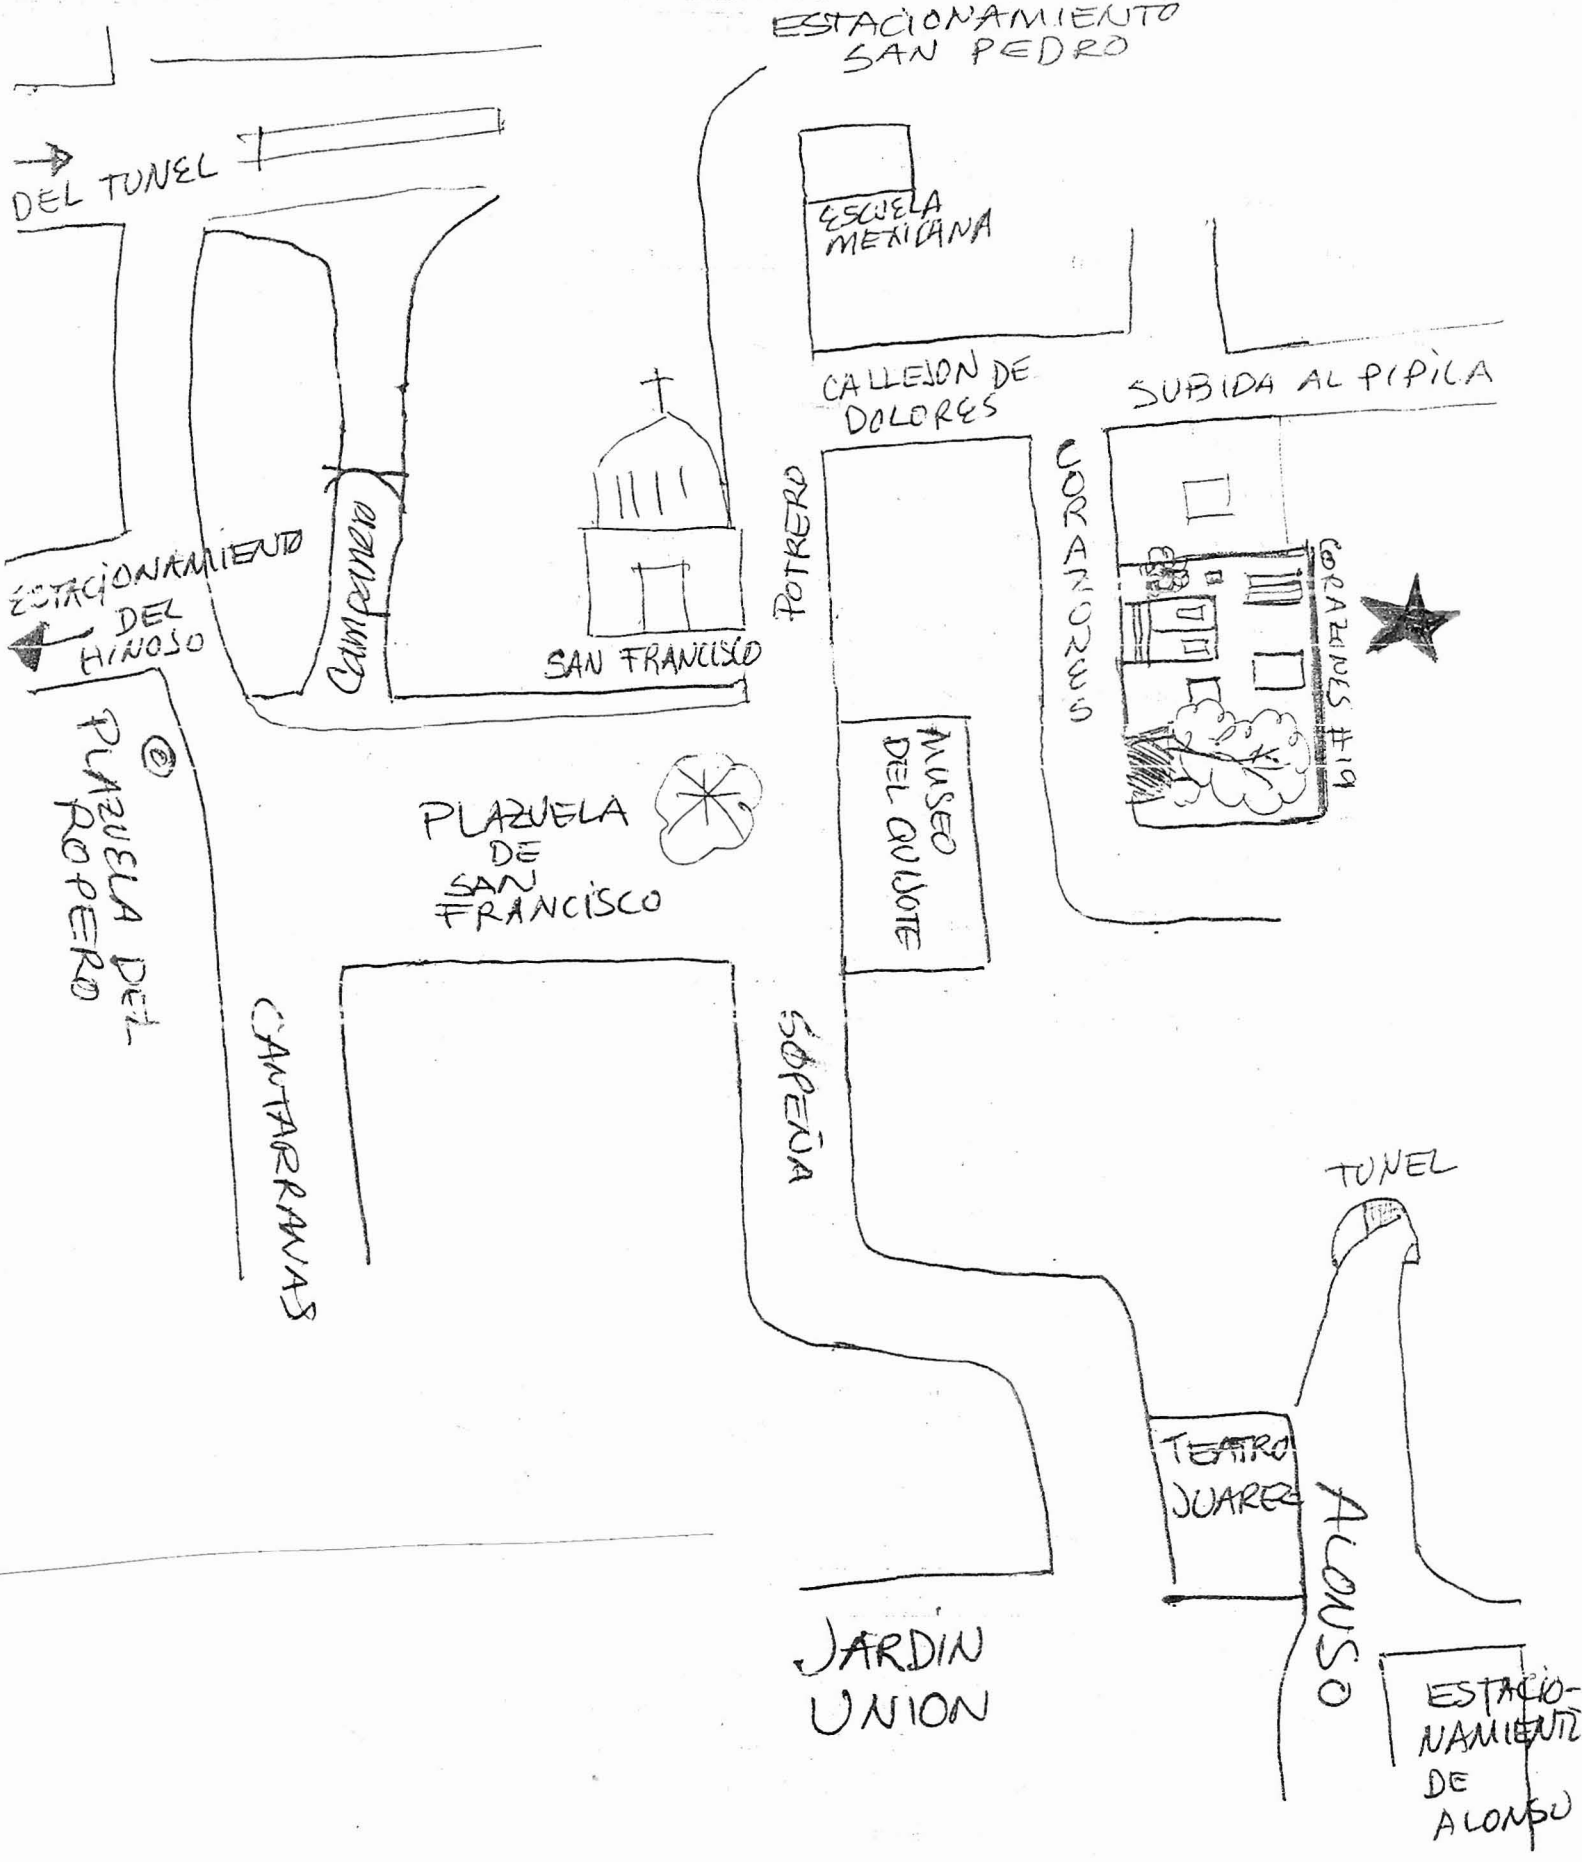 ESTACIONAMIENTO
SAN PEDRO
DEL TUNEL
ESCUELA
MEXICANA
CALLEJON DE
DOLORES
SUBIDA AL PIPILA
CORAZONES
POTRERO
Campanero
ESTACIONAMIENTO
DEL
HINOJO
SAN FRANCISCO
CORAZONES #19
PLAZUELA DEL
ROPERO
PLAZUELA
DE
SAN
FRANCISCO
MUSEO
DEL QUIJOTE
CANTARRANAS
SOPEÑA
TUNEL
TEATRO
JUAREZ
ALONSO
JARDIN
UNION
ESTACIO-
NAMIENTO
DE
ALONSO